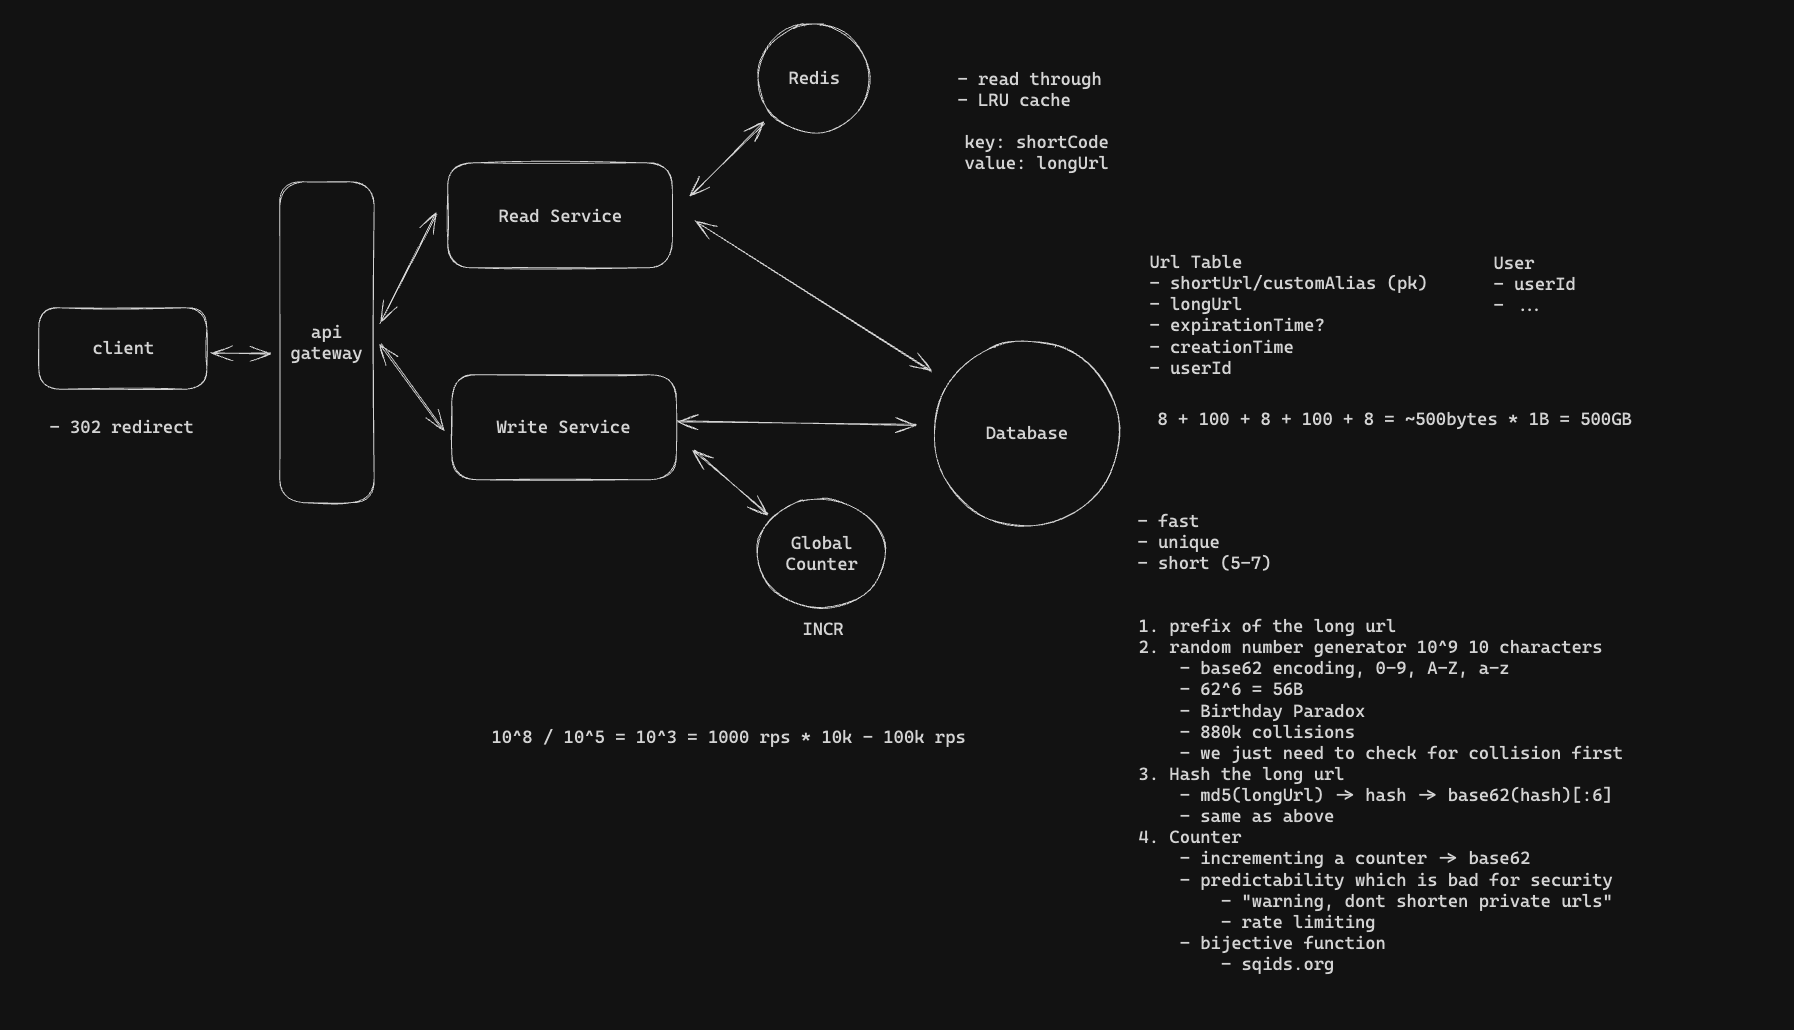 Redis
- read through
- LRU cache
key: shortCode
value: longUrl
Read Service
client
- 302 redirect
api
gateway
Write Service
Database
Global
Counter
INCR
Url Table
- shortUrl/customAlias (pk)
- longUrl
- expirationTime?
- creationTime
- userId
User
- userId
- ...
8 + 100 + 8 + 100 + 8 = ~500bytes * 1B = 500GB
- fast
- unique
- short (5-7)
1. prefix of the long url
2. random number generator 10^9 10 characters
- base62 encoding, 0-9, A-Z, a-z
- 62^6 = 56B
- Birthday Paradox
- 880k collisions
- we just need to check for collision first
3. Hash the long url
- md5(longUrl) -> hash -> base62(hash)[:6]
- same as above
4. Counter
- incrementing a counter -> base62
- predictability which is bad for security
- "warning, dont shorten private urls"
- rate limiting
- bijective function
- sqids.org
10^8 / 10^5 = 10^3 = 1000 rps * 10k - 100k rps